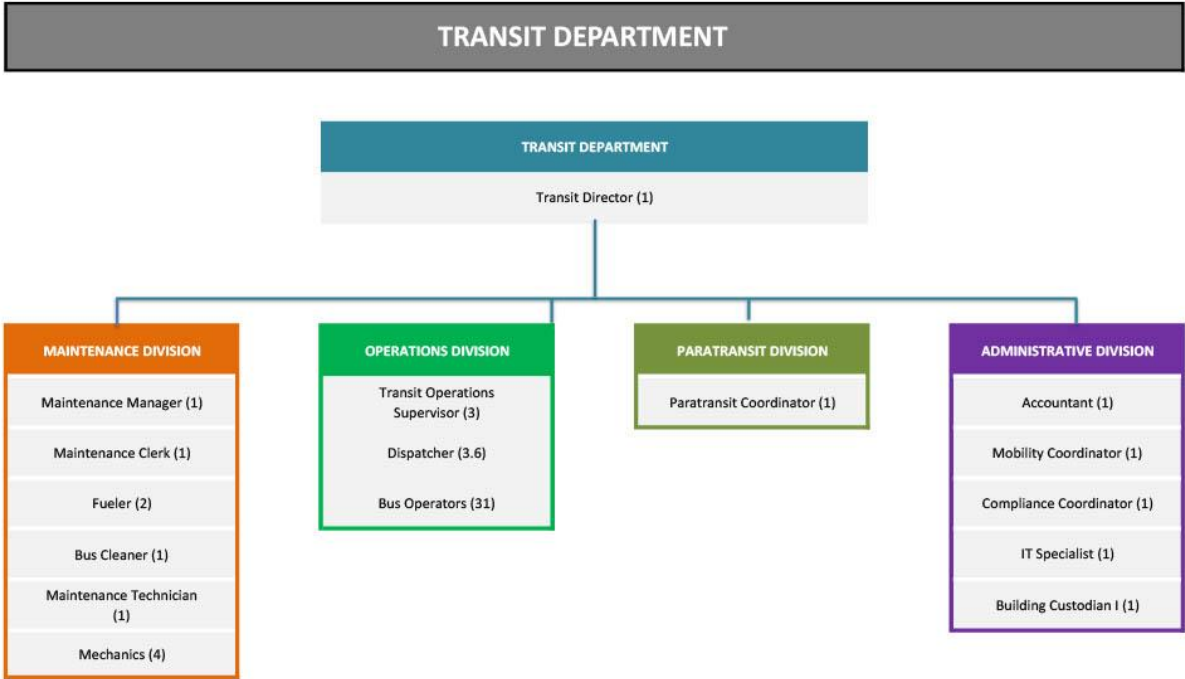 TRANSIT DEPARTMENT
TRANSIT DEPARTMENT
Transit Director (1)
MAINTENANCE DIVISION
Maintenance Manager (1)
Maintenance Clerk (1)
Fueler (2)
Bus Cleaner (1)
Maintenance Technician
(1)
Mechanics (4)
OPERATIONS DIVISION
Transit Operations
Supervisor (3)
Dispatcher (3.6)
Bus Operators (31)
PARATRANSIT DIVISION
Paratransit Coordinator (1)
ADMINISTRATIVE DIVISION
Accountant (1)
Mobility Coordinator (1)
Compliance Coordinator (1)
IT Specialist (1)
Building Custodian I (1)